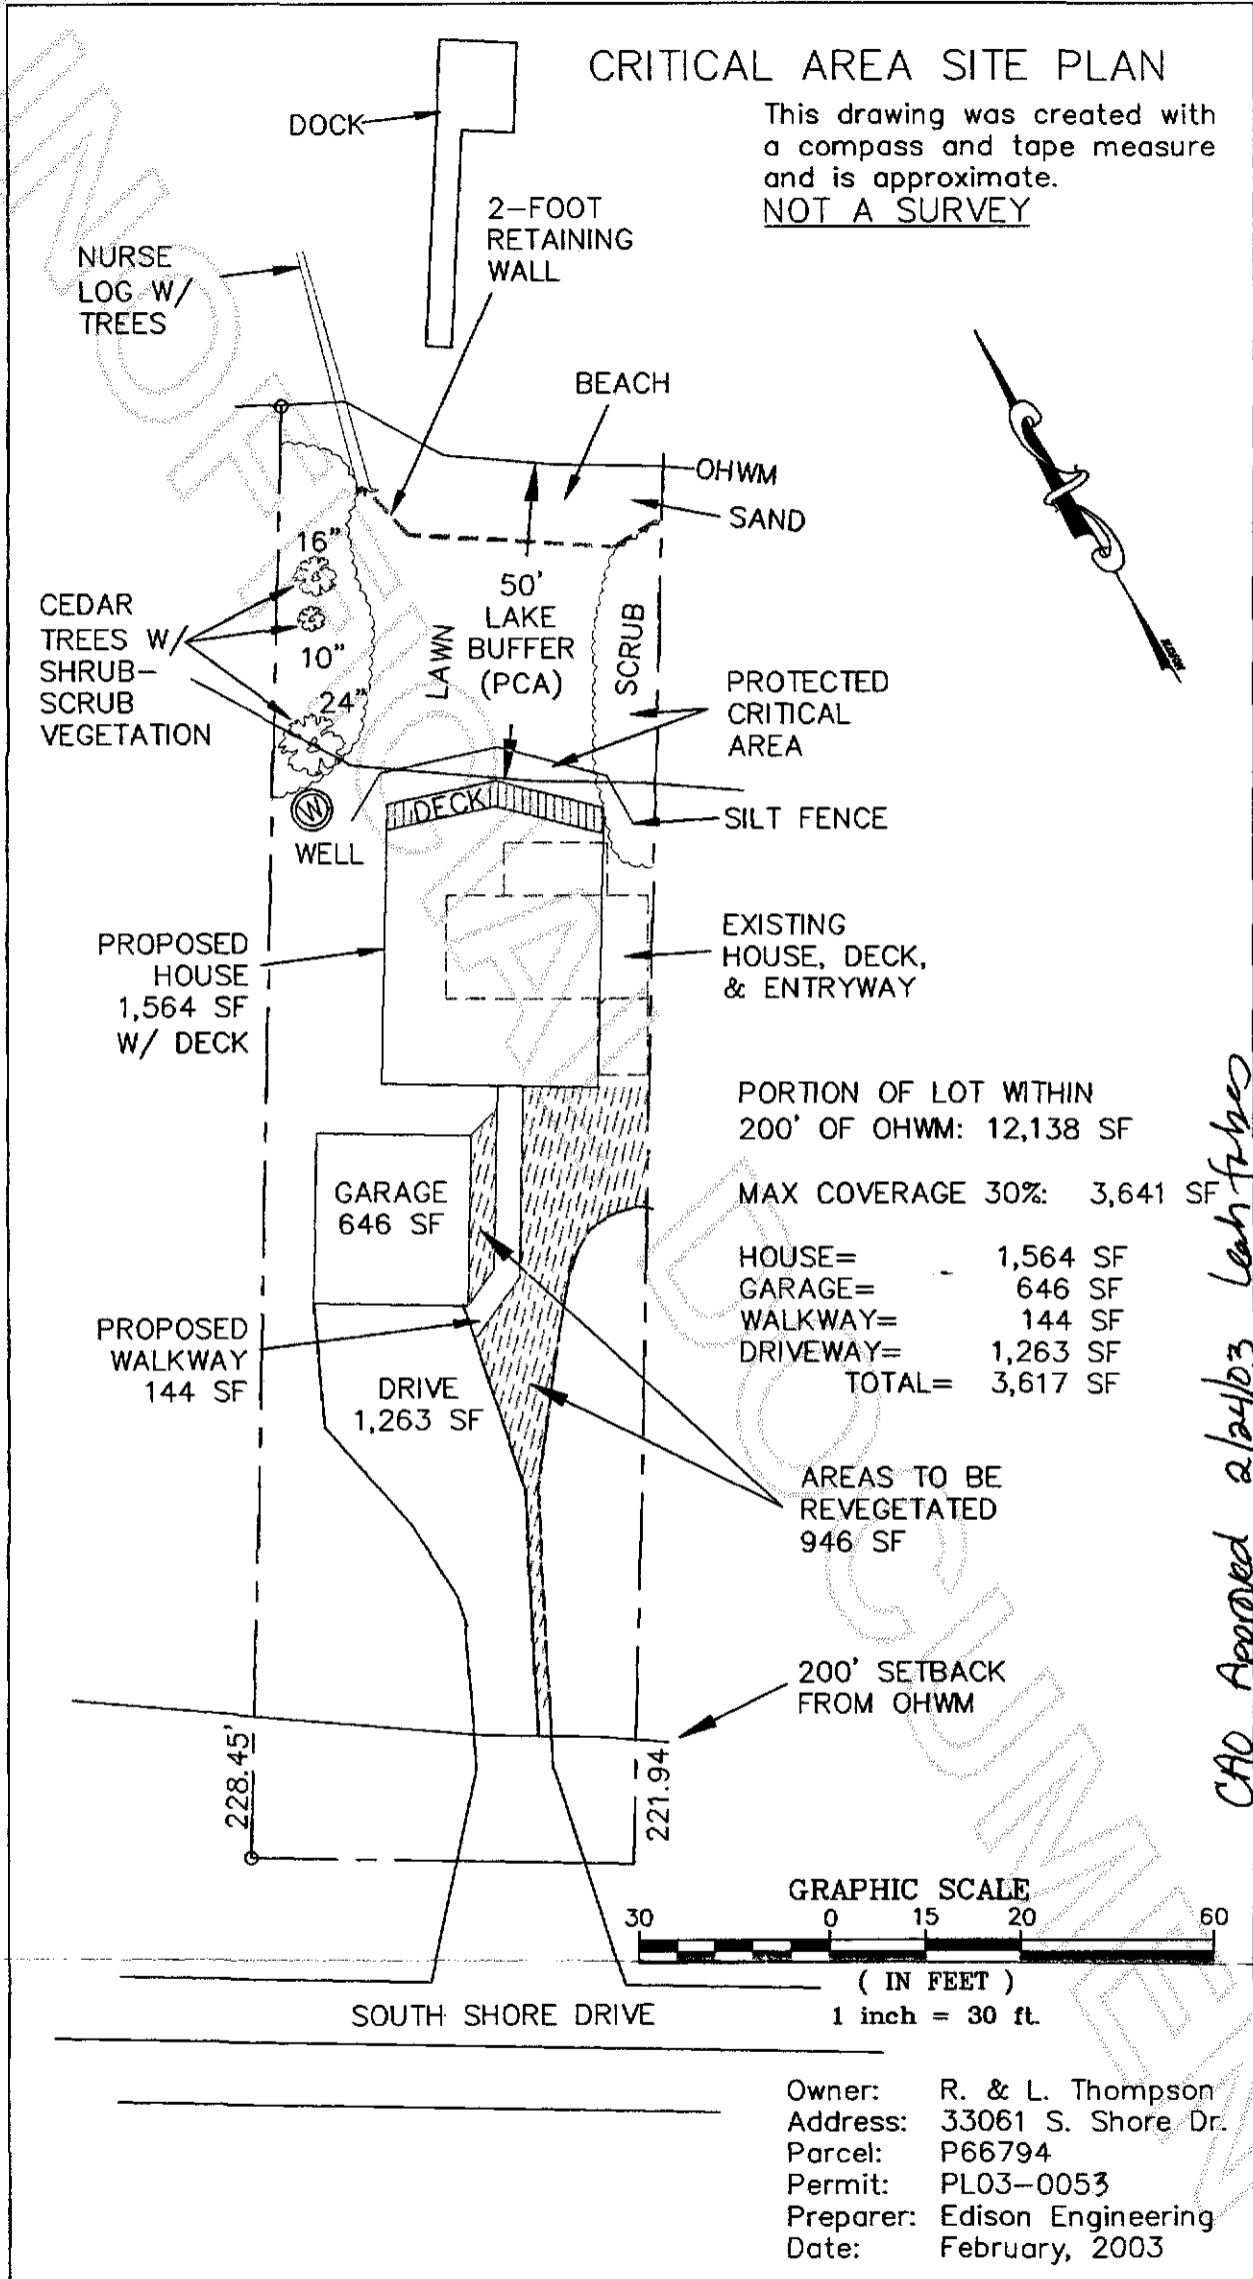 CRITICAL AREA SITE PLAN
This drawing was created with
a compass and tape measure
and is approximate.
NOT A SURVEY
DOCK
2-FOOT
RETAINING
WALL
NURSE
LOG W/
TREES
BEACH
OHWM
SAND
16"
10"
24"
CEDAR
TREES W/
SHRUB-
SCRUB
VEGETATION
50'
LAKE
BUFFER
(PCA)
LAWN
SCRUB
PROTECTED
CRITICAL
AREA
DECK
SILT FENCE
W
WELL
PROPOSED
HOUSE
1,564 SF
W/ DECK
EXISTING
HOUSE, DECK,
& ENTRYWAY
PORTION OF LOT WITHIN
200' OF OHWM: 12,138 SF
MAX COVERAGE 30%: 3,641 SF
HOUSE= 1,564 SF
GARAGE= 646 SF
WALKWAY= 144 SF
DRIVEWAY= 1,263 SF
TOTAL= 3,617 SF
GARAGE
646 SF
PROPOSED
WALKWAY
144 SF
DRIVE
1,263 SF
AREAS TO BE
REVEGETATED
946 SF
200' SETBACK
FROM OHWM
228.45'
221.94'
CAO Approved 2/24/03 Leah
GRAPHIC SCALE
30 0 15 20 60
( IN FEET )
1 inch = 30 ft.
SOUTH SHORE DRIVE
Owner: R. & L. Thompson
Address: 33061 S. Shore Dr.
Parcel: P66794
Permit: PL03-0053
Preparer: Edison Engineering
Date: February, 2003
UNOFFICIAL DOCUMEN